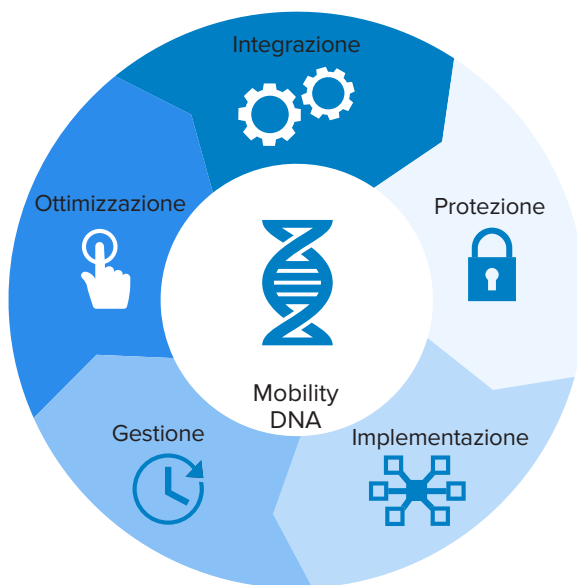 Integrazione
Protezione
Implementazione
Gestione
Ottimizzazione
Mobility
DNA